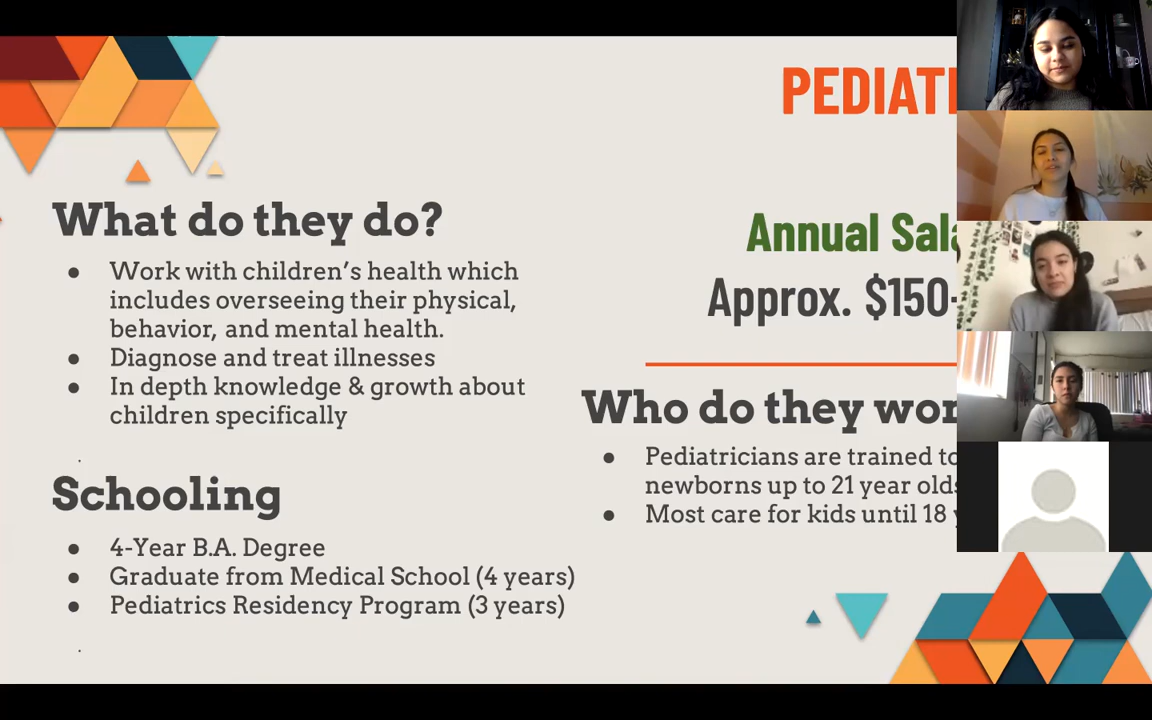 PEDIAT
What do they do?
● Work with children's health which
includes overseeing their physical,
behavior, and mental health.
● Diagnose and treat illnesses
● In depth knowledge & growth about
children specifically
.
Schooling
● 4-Year B.A. Degree
● Graduate from Medical School (4 years)
● Pediatrics Residency Program (3 years)
.
Annual Sala
Approx. $150-
Who do they wor
● Pediatricians are trained to
newborns up to 21 year olds
● Most care for kids until 18 y